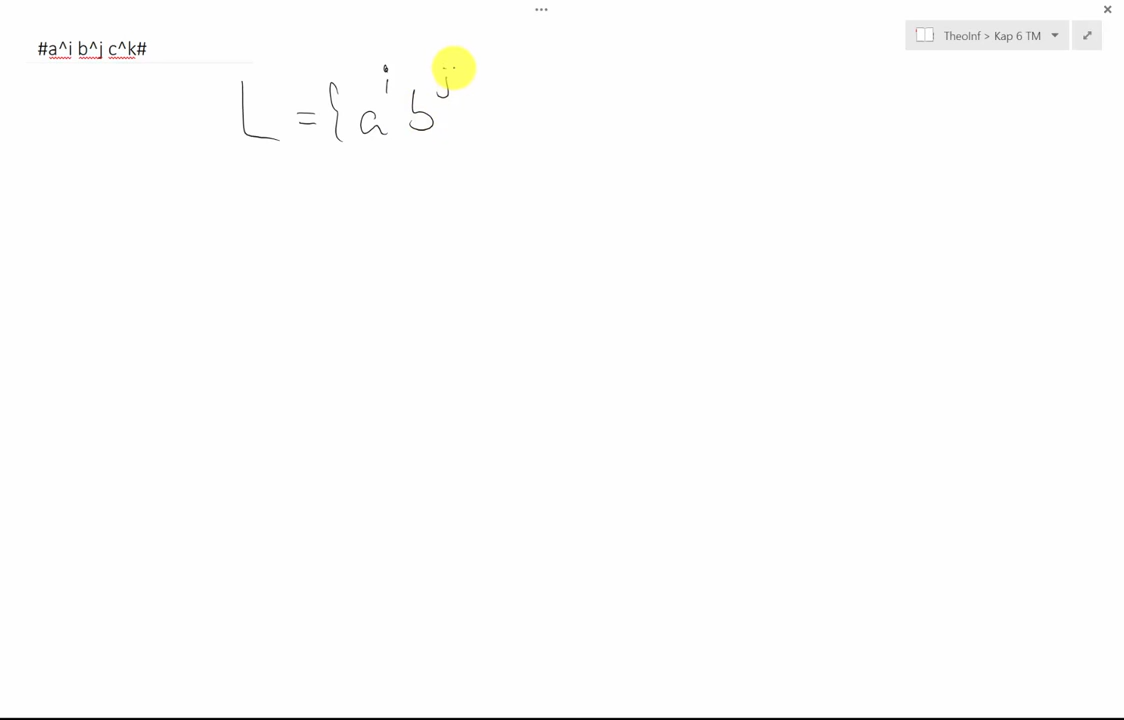 TheoInf > Kap 6 TM
#a^i b^j c^k#
L = { a^i b^j